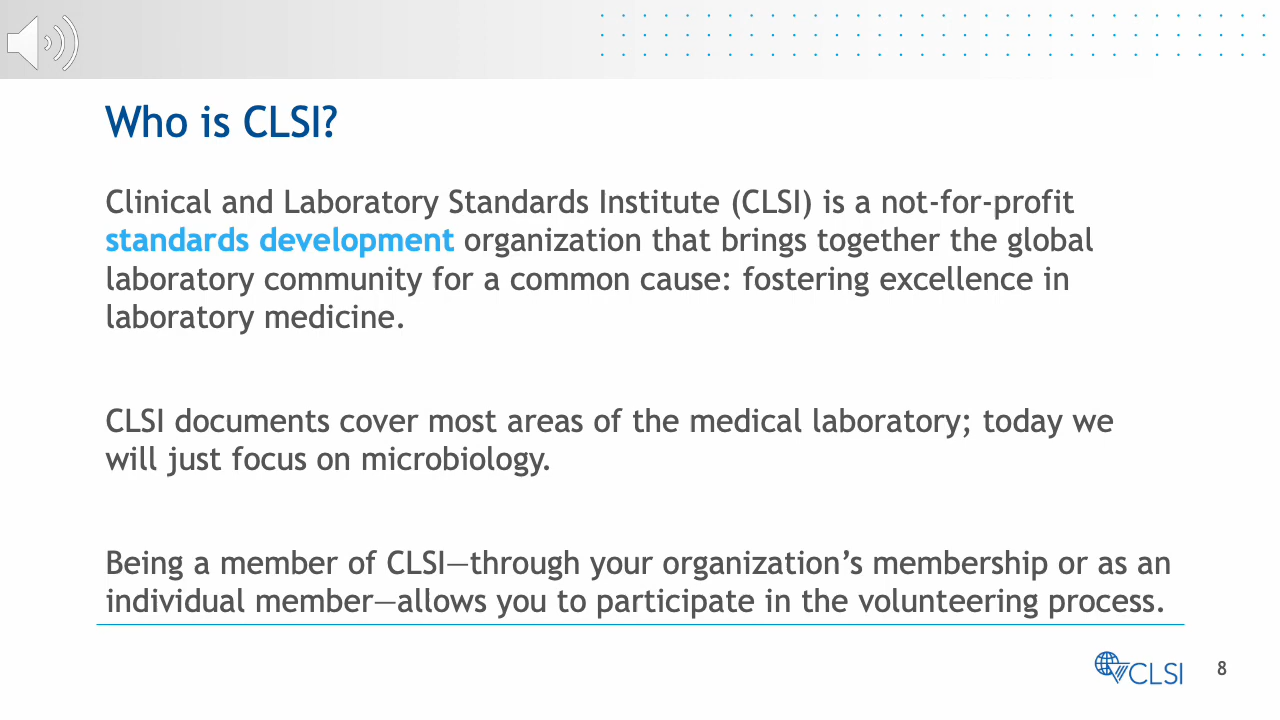 Who is CLSI?
Clinical and Laboratory Standards Institute (CLSI) is a not-for-profit
standards development organization that brings together the global
laboratory community for a common cause: fostering excellence in
laboratory medicine.
CLSI documents cover most areas of the medical laboratory; today we
will just focus on microbiology.
Being a member of CLSI—through your organization’s membership or as an
individual member—allows you to participate in the volunteering process.
CLSI
8